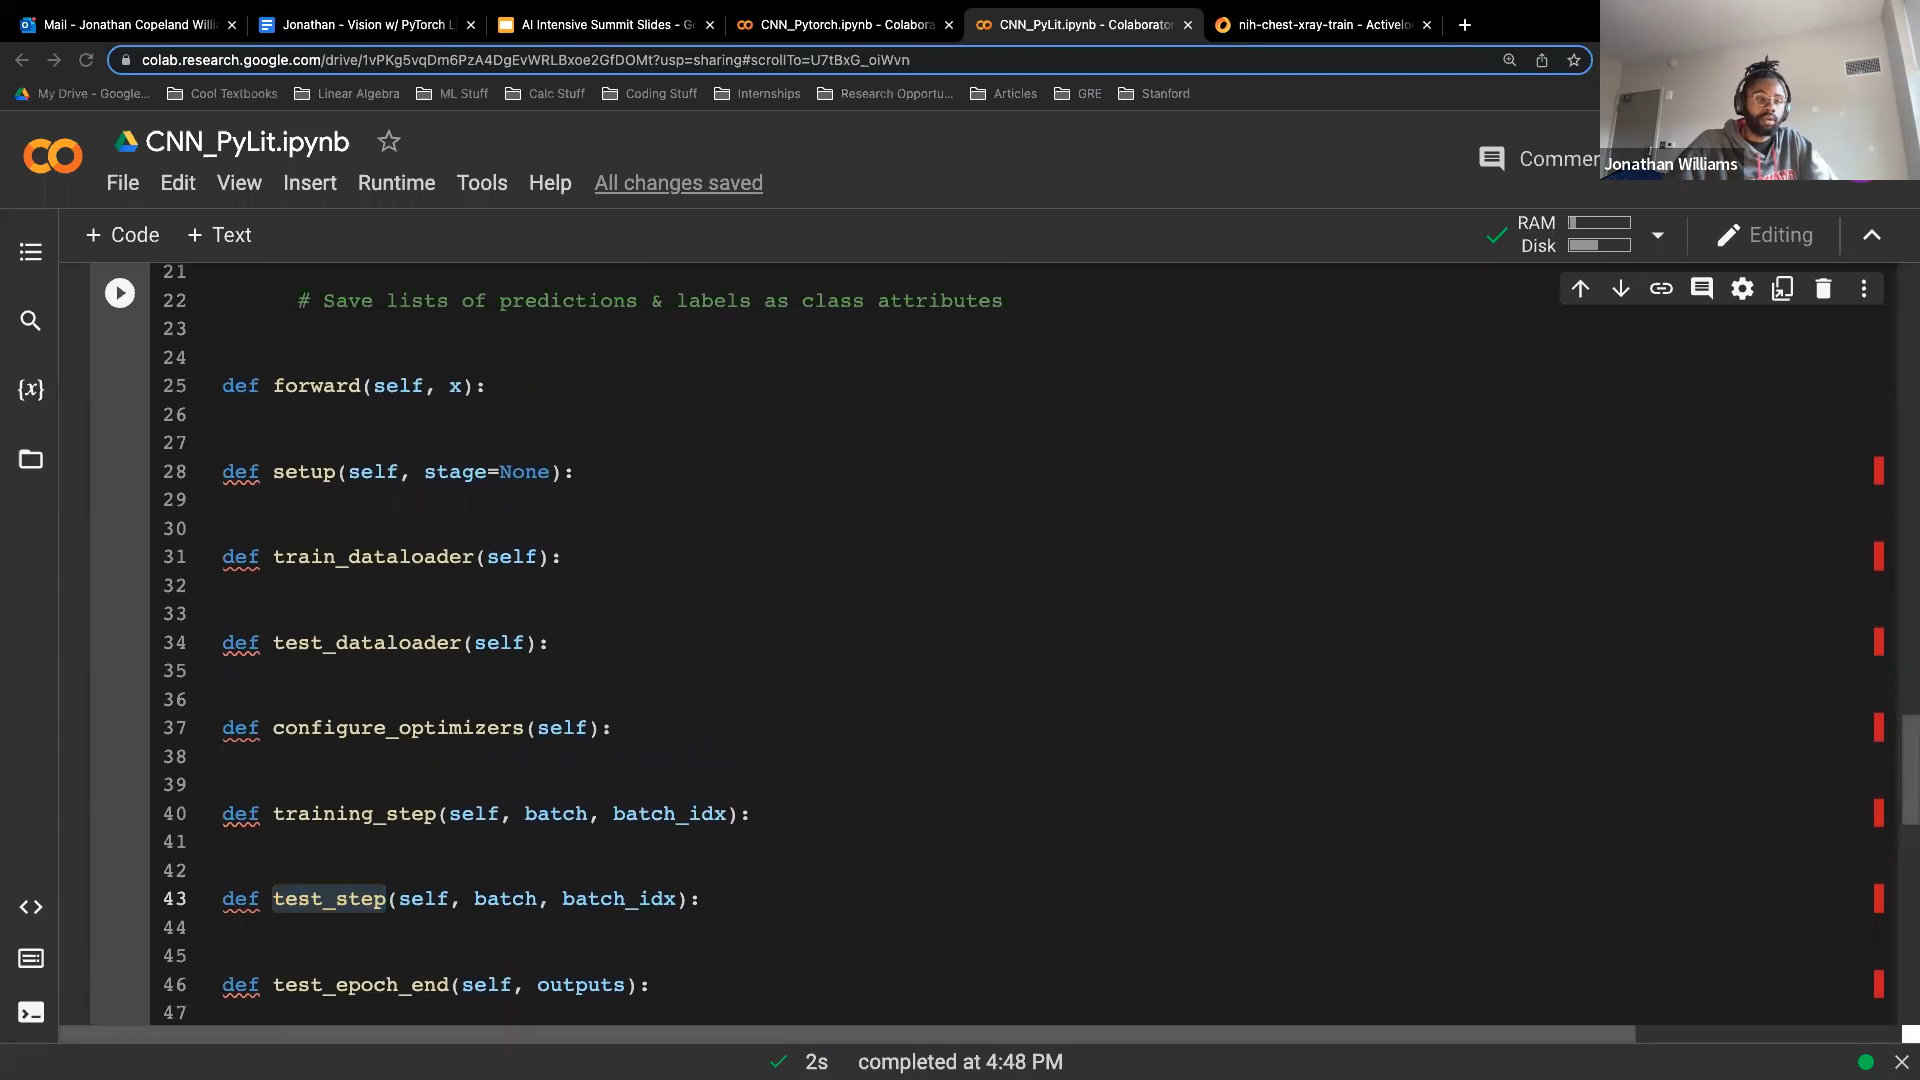 Mail - Jonathan Copeland Willi
Jonathan - Vision w/ PyTorch L
AI Intensive Summit Slides - Go
CNN_Pytorch.ipynb - Colabora
CNN_PyLit.ipynb - Colaborator
nih-chest-xray-train - Activelo
colab.research.google.com/drive/1vPKg5vqDm6PzA4DgEvWRLBxoe2GfDOMt?usp=sharing#scrollTo=U7tBxG_oiWvn
My Drive - Google...
Cool Textbooks
Linear Algebra
ML Stuff
Calc Stuff
Coding Stuff
Internships
Research Opportu...
Articles
GRE
Stanford
CNN_PyLit.ipynb
Commer
Jonathan Williams
File Edit View Insert Runtime Tools Help All changes saved
+ Code + Text
RAM
Disk
Editing
21
22 # Save lists of predictions & labels as class attributes
23
24
25 def forward(self, x):
26
27
28 def setup(self, stage=None):
29
30
31 def train_dataloader(self):
32
33
34 def test_dataloader(self):
35
36
37 def configure_optimizers(self):
38
39
40 def training_step(self, batch, batch_idx):
41
42
43 def test_step(self, batch, batch_idx):
44
45
46 def test_epoch_end(self, outputs):
47
2s completed at 4:48 PM